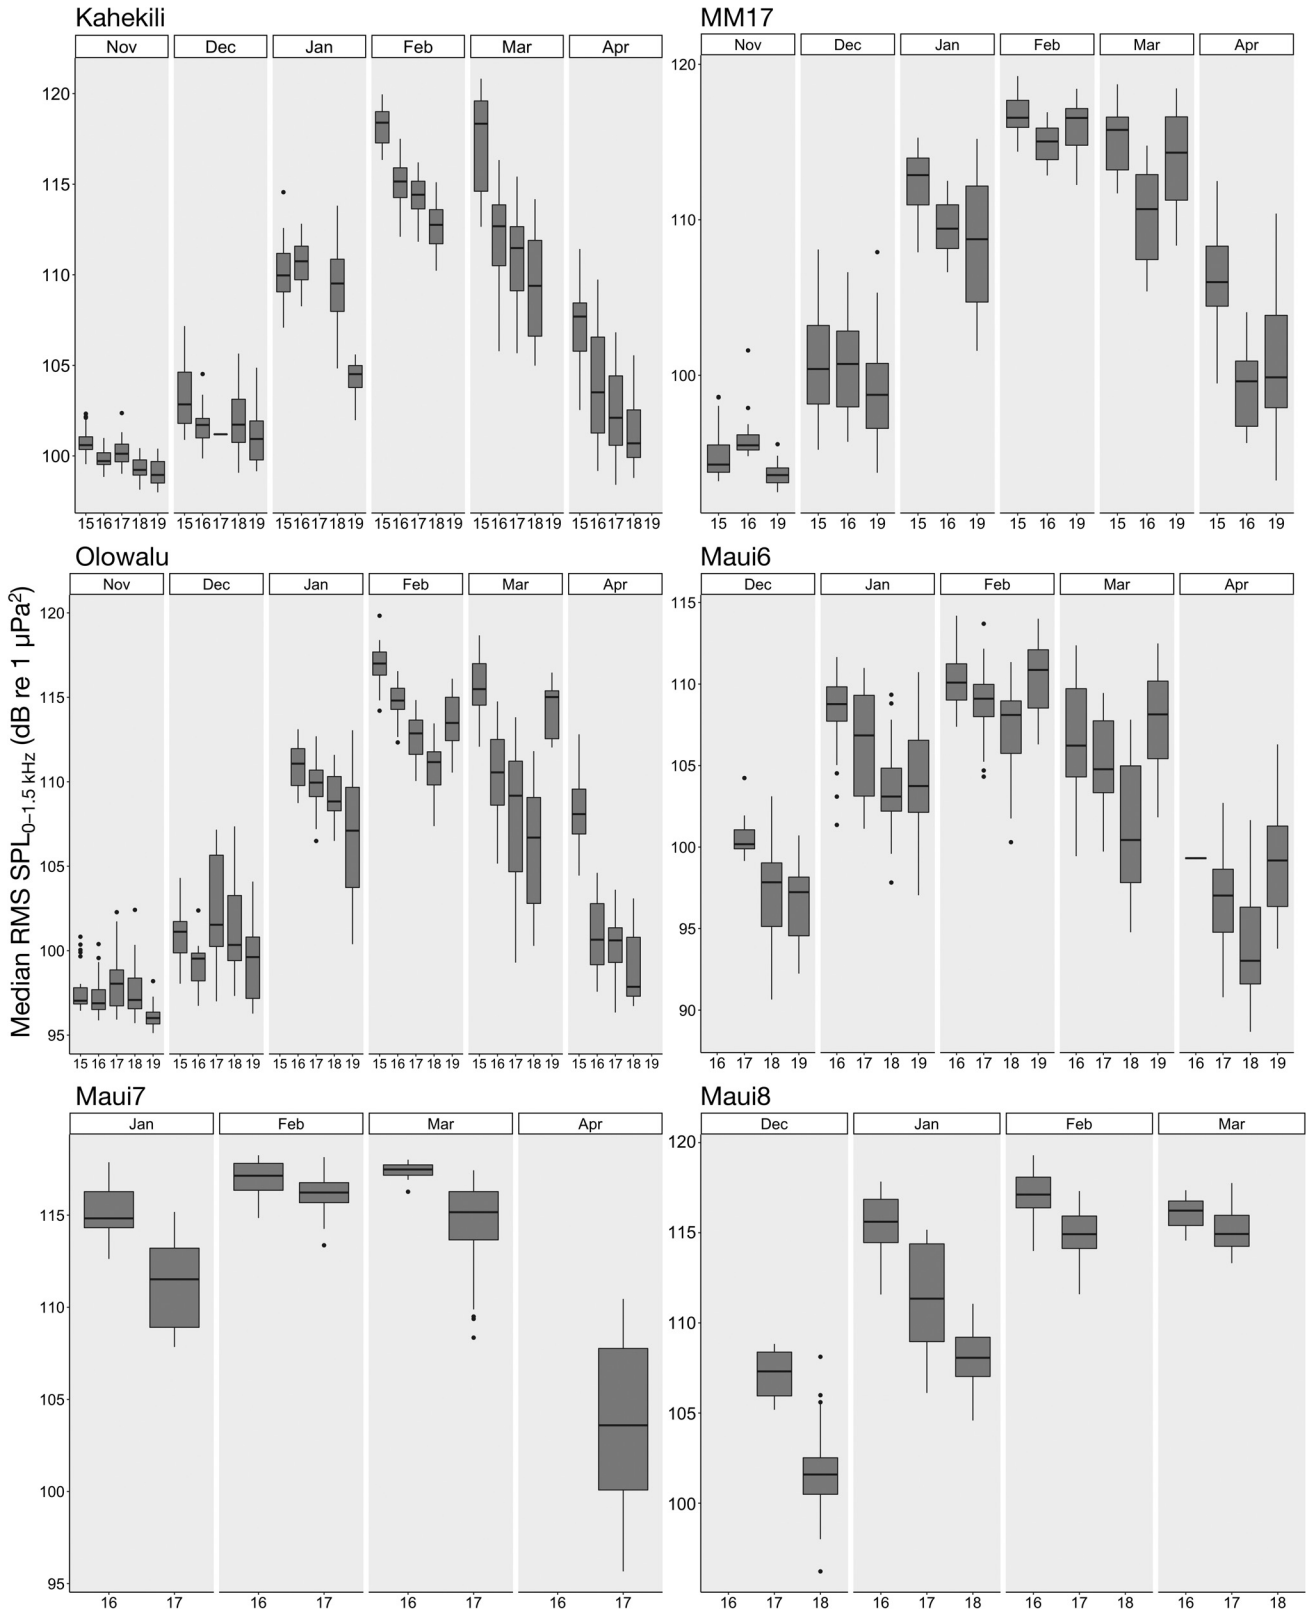 Kahekili
Nov Dec Jan Feb Mar Apr
120
115
110
105
100
15 16 17 18 19 15 16 17 18 19 15 16 17 18 19 15 16 17 18 19 15 16 17 18 19 15 16 17 18 19
MM17
Nov Dec Jan Feb Mar Apr
120
110
100
15 16 19 15 16 19 15 16 19 15 16 19 15 16 19 15 16 19
Median RMS SPL0–1.5 kHz (dB re 1 µPa²)
Olowalu
Nov Dec Jan Feb Mar Apr
120
115
110
105
100
95
15 16 17 18 19 15 16 17 18 19 15 16 17 18 19 15 16 17 18 19 15 16 17 18 19 15 16 17 18 19
Maui6
Dec Jan Feb Mar Apr
115
110
105
100
95
90
16 17 18 19 16 17 18 19 16 17 18 19 16 17 18 19 16 17 18 19
Maui7
Jan Feb Mar Apr
115
110
105
100
95
16 17 16 17 16 17 16 17
Maui8
Dec Jan Feb Mar
120
115
110
105
100
16 17 18 16 17 18 16 17 18 16 17 18